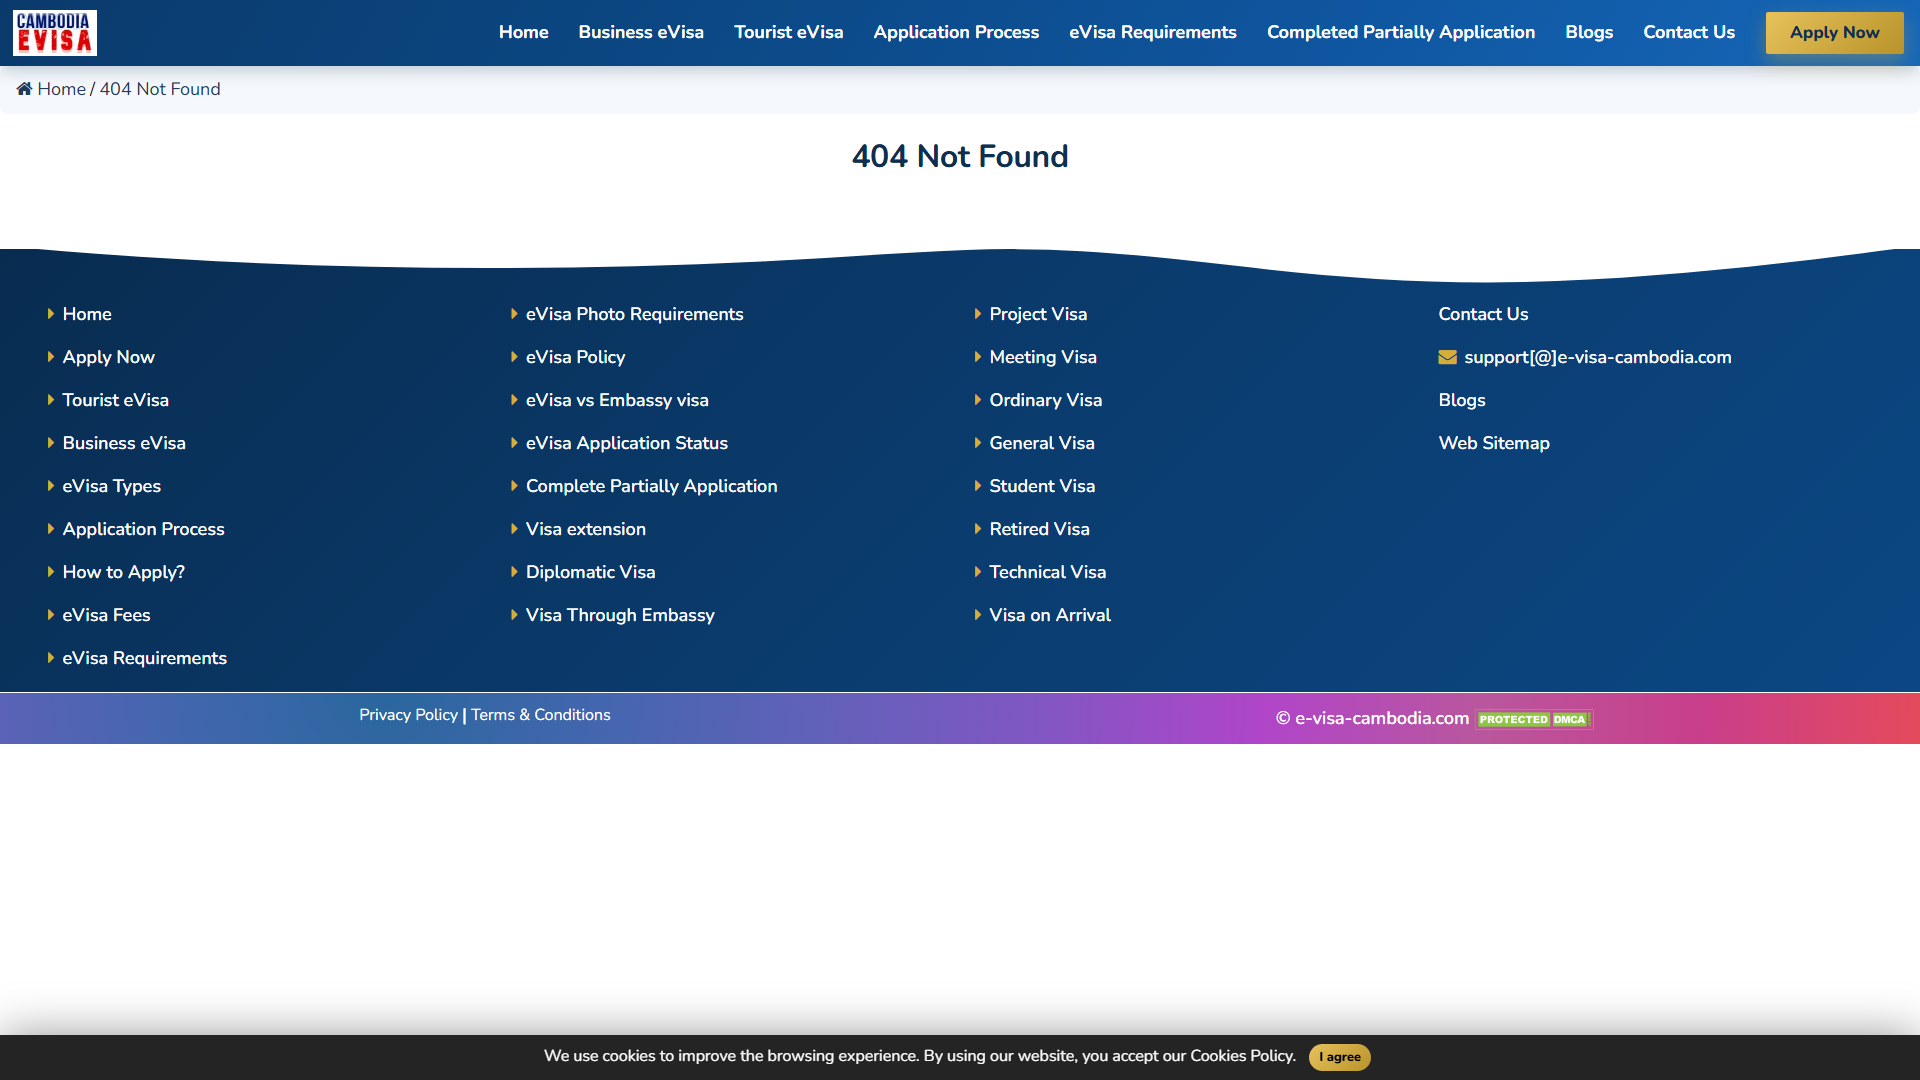 CAMBODIA
EVISA
Home Business eVisa Tourist eVisa Application Process eVisa Requirements Completed Partially Application Blogs Contact Us Apply Now
Home / 404 Not Found
404 Not Found
Home
Apply Now
Tourist eVisa
Business eVisa
eVisa Types
Application Process
How to Apply?
eVisa Fees
eVisa Requirements
eVisa Photo Requirements
eVisa Policy
eVisa vs Embassy visa
eVisa Application Status
Complete Partially Application
Visa extension
Diplomatic Visa
Visa Through Embassy
Project Visa
Meeting Visa
Ordinary Visa
General Visa
Student Visa
Retired Visa
Technical Visa
Visa on Arrival
Contact Us
support[@]e-visa-cambodia.com
Blogs
Web Sitemap
Privacy Policy | Terms & Conditions
© e-visa-cambodia.com PROTECTED DMCA
We use cookies to improve the browsing experience. By using our website, you accept our Cookies Policy. I agree